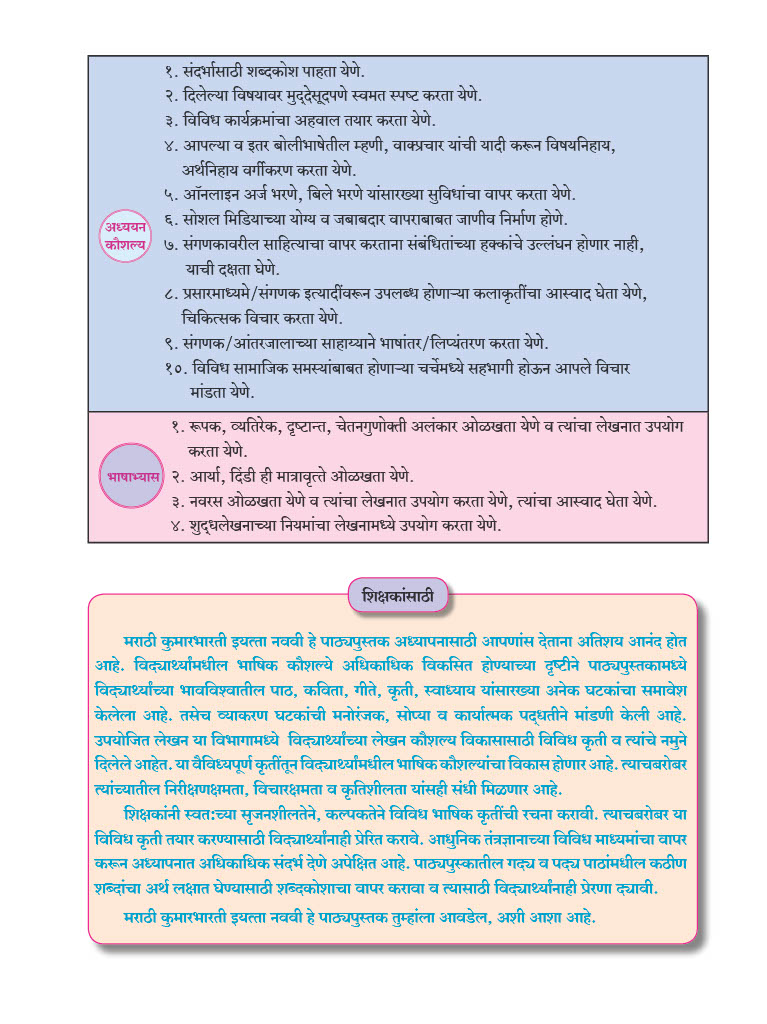 १. संदर्भासाठी शब्दकोश पाहता येणे.
२. दिलेल्या विषयावर मुद्देसूदपणे स्वमत स्पष्ट करता येणे.
३. विविध कार्यक्रमांचा अहवाल तयार करता येणे.
४. आपल्या व इतर बोलीभाषेतील म्हणी, वाक्प्रचार यांची यादी करून विषयनिहाय,
अर्थनिहाय वर्गीकरण करता येणे.
५. ऑनलाइन अर्ज भरणे, बिले भरणे यांसारख्या सुविधांचा वापर करता येणे.
अध्ययन
कौशल्य
६. सोशल मिडियाच्या योग्य व जबाबदार वापराबाबत जाणीव निर्माण होणे.
७. संगणकावरील साहित्याचा वापर करताना संबंधितांच्या हक्कांचे उल्लंघन होणार नाही,
याची दक्षता घेणे.
८. प्रसारमाध्यमे/संगणक इत्यादींवरून उपलब्ध होणाऱ्या कलाकृतींचा आस्वाद घेता येणे,
चिकित्सक विचार करता येणे.
९. संगणक/आंतरजालाच्या साहाय्याने भाषांतर/लिप्यंतरण करता येणे.
१०. विविध सामाजिक समस्यांबाबत होणाऱ्या चर्चेमध्ये सहभागी होऊन आपले विचार
मांडता येणे.
१. रूपक, व्यतिरेक, दृष्टान्त, चेतनगुणोक्ती अलंकार ओळखता येणे व त्यांचा लेखनात उपयोग
करता येणे.
भाषाभ्यास
२. आर्या, दिंडी ही मात्रावृत्ते ओळखता येणे.
३. नवरस ओळखता येणे व त्यांचा लेखनात उपयोग करता येणे, त्यांचा आस्वाद घेता येणे.
४. शुद्धलेखनाच्या नियमांचा लेखनामध्ये उपयोग करता येणे.
शिक्षकांसाठी
मराठी कुमारभारती इयत्ता नववी हे पाठ्यपुस्तक अध्यापनासाठी आपणांस देताना अतिशय आनंद होत
आहे. विद्यार्थ्यांमधील भाषिक कौशल्ये अधिकाधिक विकसित होण्याच्या दृष्टीने पाठ्यपुस्तकामध्ये
विद्यार्थ्यांच्या भावविश्वातील पाठ, कविता, गीते, कृती, स्वाध्याय यांसारख्या अनेक घटकांचा समावेश
केलेला आहे. तसेच व्याकरण घटकांची मनोरंजक, सोप्या व कार्यात्मक पद्धतीने मांडणी केली आहे.
उपयोजित लेखन या विभागामध्ये विद्यार्थ्यांच्या लेखन कौशल्य विकासासाठी विविध कृती व त्यांचे नमुने
दिलेले आहेत. या वैविध्यपूर्ण कृतींतून विद्यार्थ्यांमधील भाषिक कौशल्यांचा विकास होणार आहे. त्याचबरोबर
त्यांच्यातील निरीक्षणक्षमता, विचारक्षमता व कृतिशीलता यांसही संधी मिळणार आहे.
शिक्षकांनी स्वत:च्या सृजनशीलतेने, कल्पकतेने विविध भाषिक कृतींची रचना करावी. त्याचबरोबर या
विविध कृती तयार करण्यासाठी विद्यार्थ्यांनाही प्रेरित करावे. आधुनिक तंत्रज्ञानाच्या विविध माध्यमांचा वापर
करून अध्यापनात अधिकाधिक संदर्भ देणे अपेक्षित आहे. पाठ्यपुस्कातील गद्य व पद्य पाठांमधील कठीण
शब्दांचा अर्थ लक्षात घेण्यासाठी शब्दकोशाचा वापर करावा व त्यासाठी विद्यार्थ्यांनाही प्रेरणा द्यावी.
मराठी कुमारभारती इयत्ता नववी हे पाठ्यपुस्तक तुम्हांला आवडेल, अशी आशा आहे.